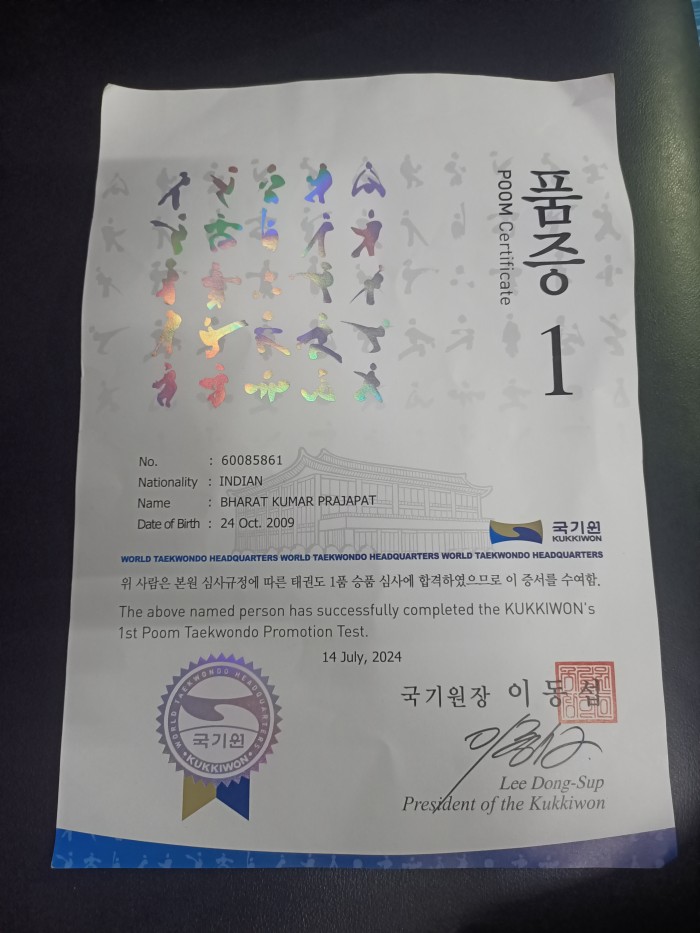 품증
POOM Certificate
1
No. : 60085861
Nationality : INDIAN
Name : BHARAT KUMAR PRAJAPAT
Date of Birth : 24 Oct. 2009
국기원
KUKKIWON
WORLD TAEKWONDO HEADQUARTERS WORLD TAEKWONDO HEADQUARTERS WORLD TAEKWONDO HEADQUARTERS
위 사람은 본원 심사규정에 따른 태권도 1품 승품 심사에 합격하였으므로 이 증서를 수여함.
The above named person has successfully completed the KUKKIWON's
1st Poom Taekwondo Promotion Test.
14 July, 2024
WORLD TAEKWONDO HEADQUARTERS
국기원
KUKKIWON
국기원장 이동섭
Lee Dong-Sup
President of the Kukkiwon